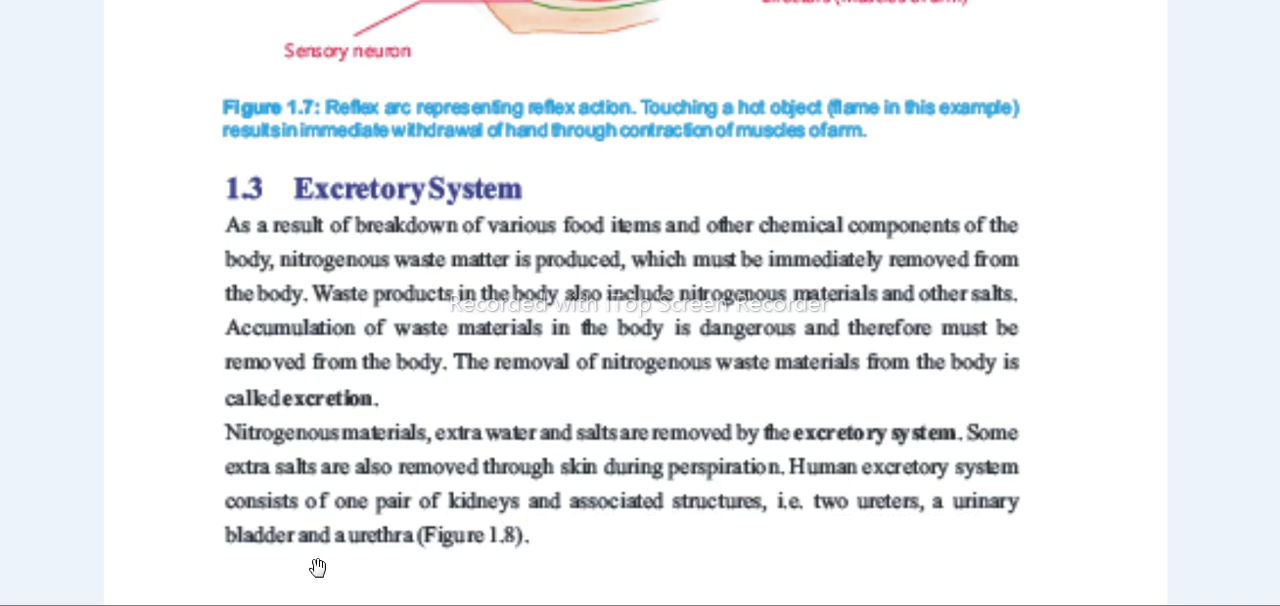 Sensory neuron
Figure 1.7: Reflex arc representing reflex action. Touching a hot object (flame in this example)
results in immediate withdrawal of hand through contraction of muscles of arm.
1.3 Excretory System
As a result of breakdown of various food items and other chemical components of the
body, nitrogenous waste matter is produced, which must be immediately removed from
the body. Waste products in the body also include nitrogenous materials and other salts.
Recorded with iTop Screen Recorder
Accumulation of waste materials in the body is dangerous and therefore must be
removed from the body. The removal of nitrogenous waste materials from the body is
called excretion.
Nitrogenous materials, extra water and salts are removed by the excretory system. Some
extra salts are also removed through skin during perspiration. Human excretory system
consists of one pair of kidneys and associated structures, i.e. two ureters, a urinary
bladder and a urethra (Figure 1.8).